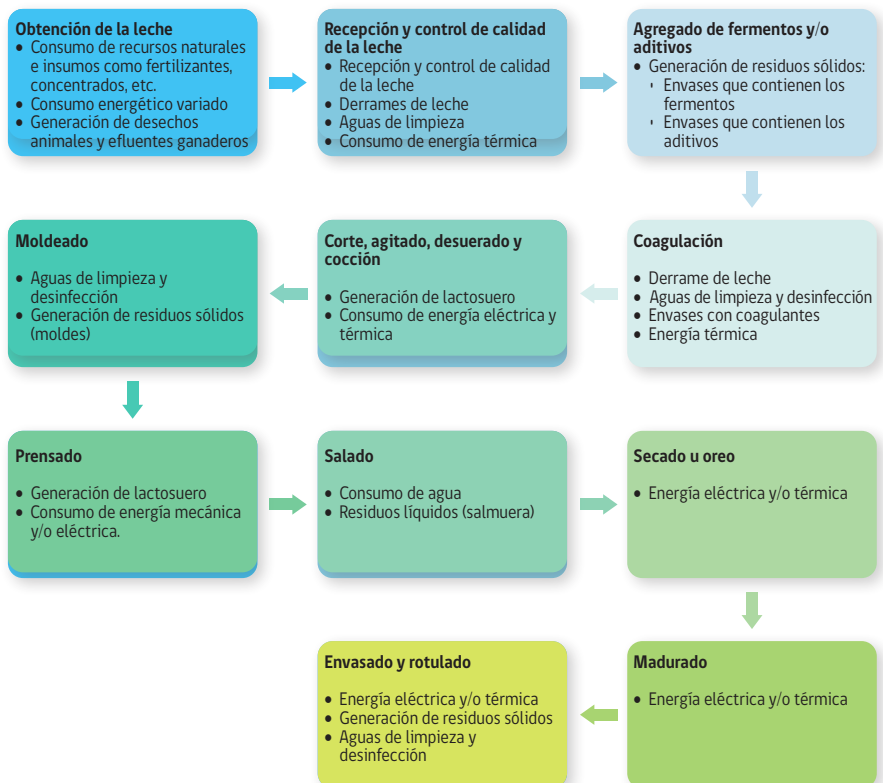 Obtención de la leche
• Consumo de recursos naturales
e insumos como fertilizantes,
concentrados, etc.
• Consumo energético variado
• Generación de desechos
animales y efluentes ganaderos
Recepción y control de calidad
de la leche
• Recepción y control de calidad
de la leche
• Derrames de leche
• Aguas de limpieza
• Consumo de energía térmica
Agregado de fermentos y/o
aditivos
• Generación de residuos sólidos:
· Envases que contienen los
fermentos
· Envases que contienen los
aditivos
Coagulación
• Derrame de leche
• Aguas de limpieza y desinfección
• Envases con coagulantes
• Energía térmica
Corte, agitado, desuerado y
cocción
• Generación de lactosuero
• Consumo de energía eléctrica y
térmica
Moldeado
• Aguas de limpieza y
desinfección
• Generación de residuos sólidos
(moldes)
Prensado
• Generación de lactosuero
• Consumo de energía mecánica
y/o eléctrica.
Salado
• Consumo de agua
• Residuos líquidos (salmuera)
Secado u oreo
• Energía eléctrica y/o térmica
Madurado
• Energía eléctrica y/o térmica
Envasado y rotulado
• Energía eléctrica y/o térmica
• Generación de residuos sólidos
• Aguas de limpieza y
desinfección